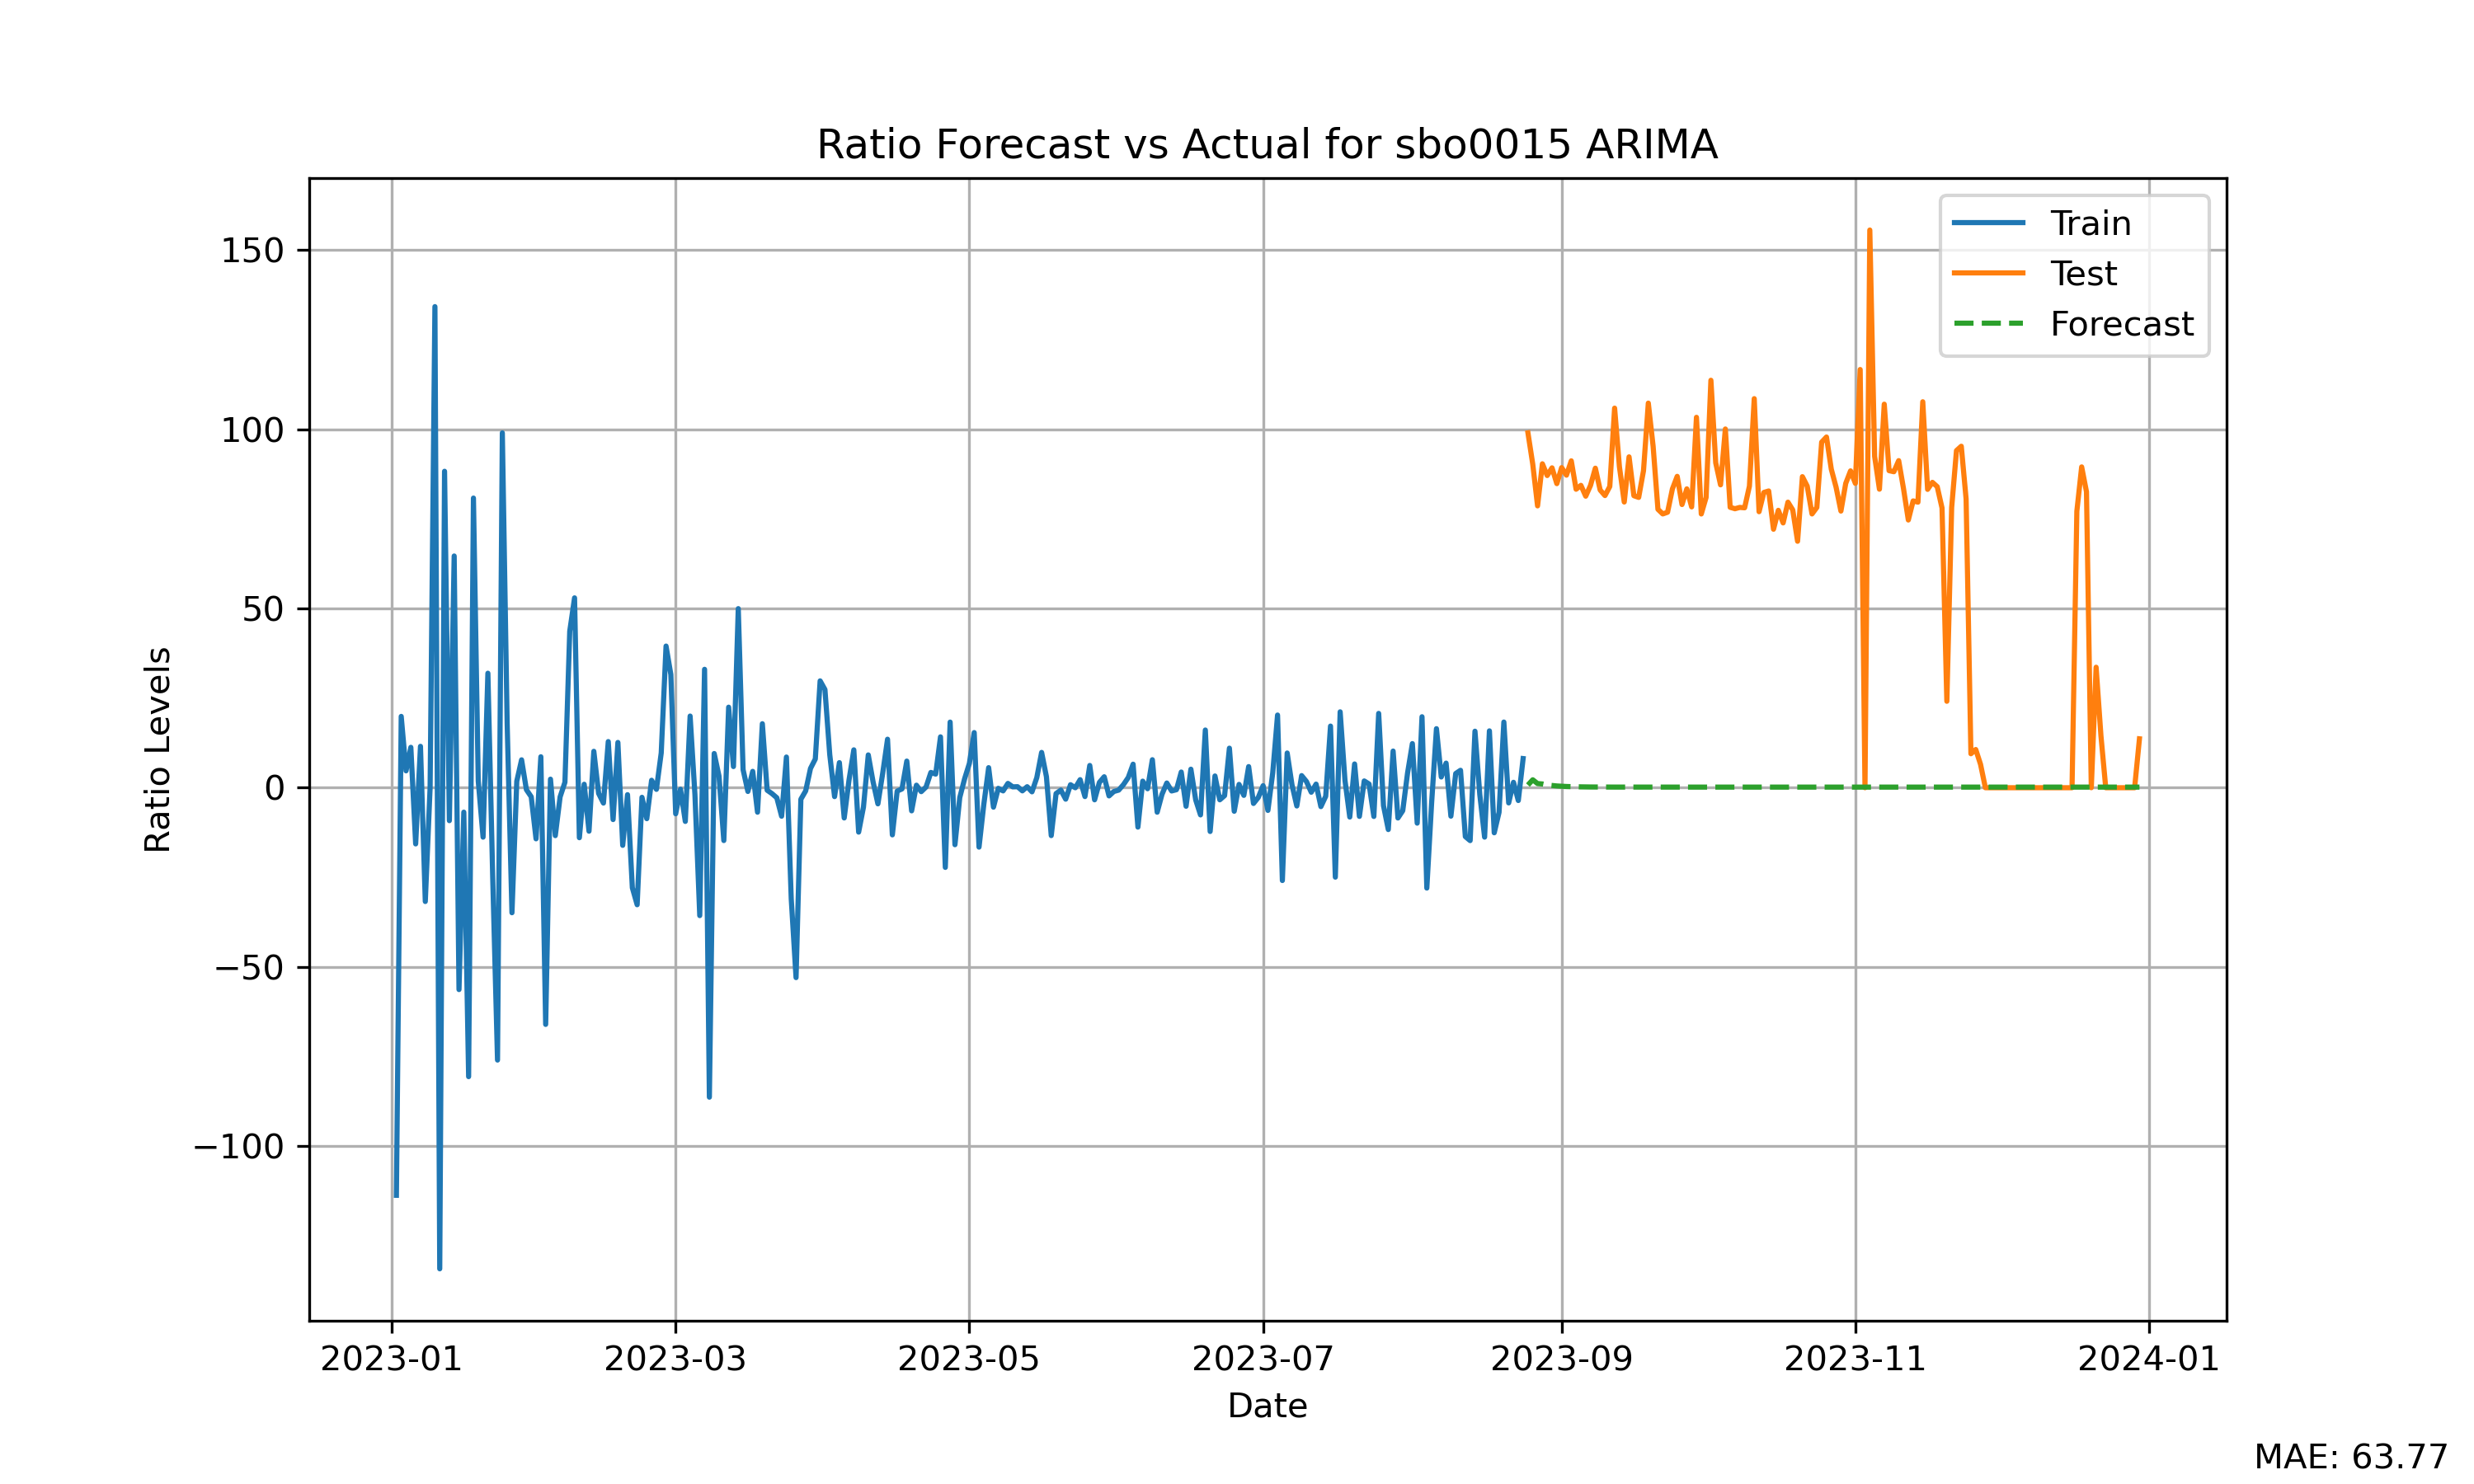 Ratio Forecast vs Actual for sbo0015 ARIMA
Train
Test
Forecast
150
100
50
0
−50
−100
Ratio Levels
2023-01 2023-03 2023-05 2023-07 2023-09 2023-11 2024-01
Date
MAE: 63.77